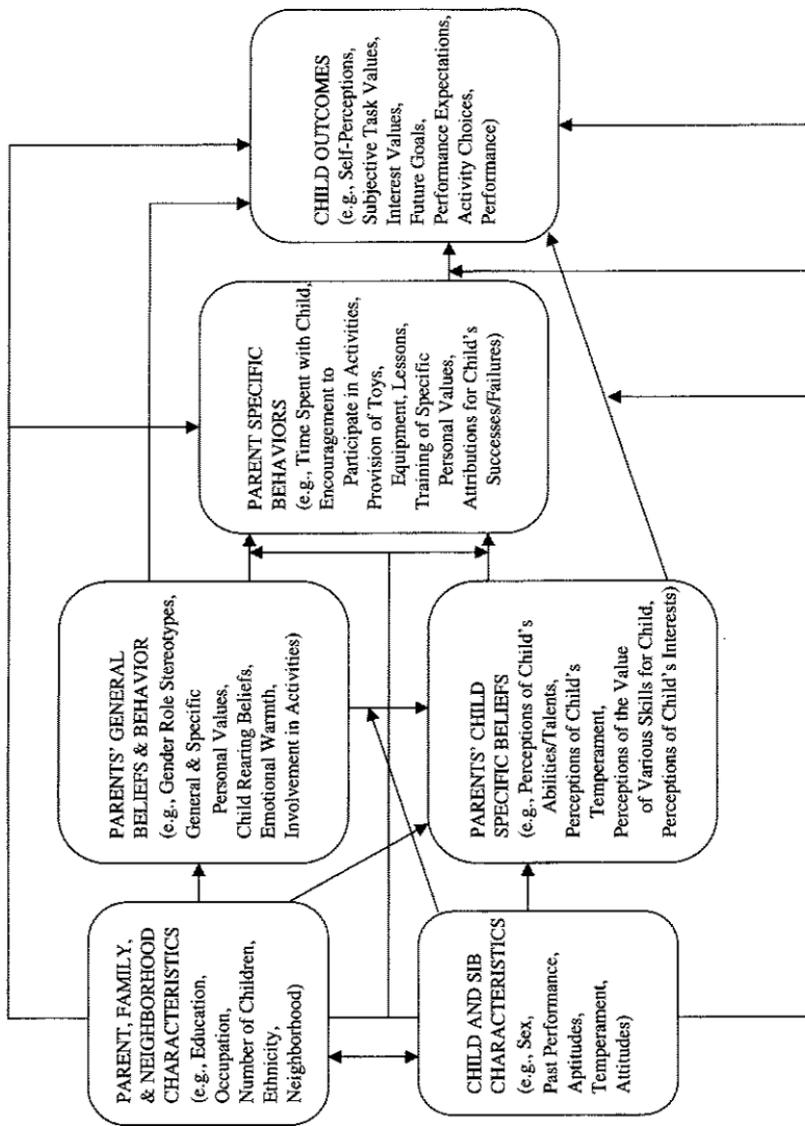 PARENT, FAMILY,
& NEIGHBORHOOD
CHARACTERISTICS
(e.g., Education,
Occupation,
Number of Children,
Ethnicity,
Neighborhood)
CHILD AND SIB
CHARACTERISTICS
(e.g., Sex,
Past Performance,
Aptitudes,
Temperament,
Attitudes)
PARENTS' GENERAL
BELIEFS & BEHAVIOR
(e.g., Gender Role Stereotypes,
General & Specific
Personal Values,
Child Rearing Beliefs,
Emotional Warmth,
Involvement in Activities)
PARENTS' CHILD
SPECIFIC BELIEFS
(e.g., Perceptions of Child's
Abilities/Talents,
Perceptions of Child's
Temperament,
Perceptions of the Value
of Various Skills for Child,
Perceptions of Child's Interests)
PARENT SPECIFIC
BEHAVIORS
(e.g., Time Spent with Child,
Encouragement to
Participate in Activities,
Provision of Toys,
Equipment, Lessons,
Training of Specific
Personal Values,
Attributions for Child's
Successes/Failures)
CHILD OUTCOMES
(e.g., Self-Perceptions,
Subjective Task Values,
Interest Values,
Future Goals,
Performance Expectations,
Activity Choices,
Performance)